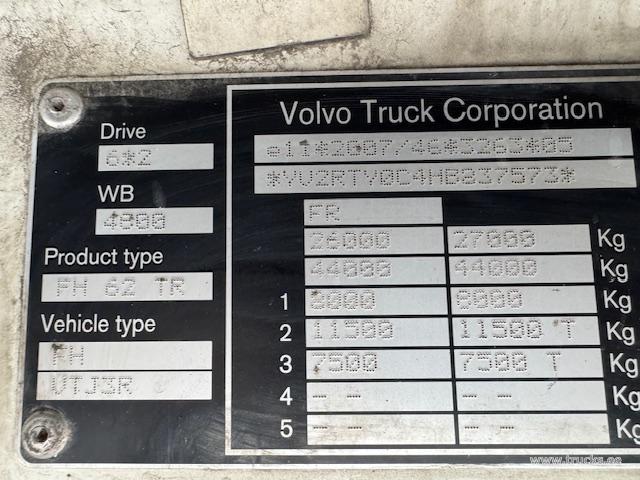 Volvo Truck Corporation
Drive
6*2
e11*2007/46*3263*05
*YV2RTY0C4HB837573*
WB
4000
FR
26000 27000 Kg
Product type
FH 62 TR
44000 44000 Kg
1 8000 8000 Kg
Vehicle type
2 11500 11500 T Kg
FH
3 7500 7500 T Kg
VTJ3R
4 -- -- Kg
5 -- -- Kg
www.trucks.ee